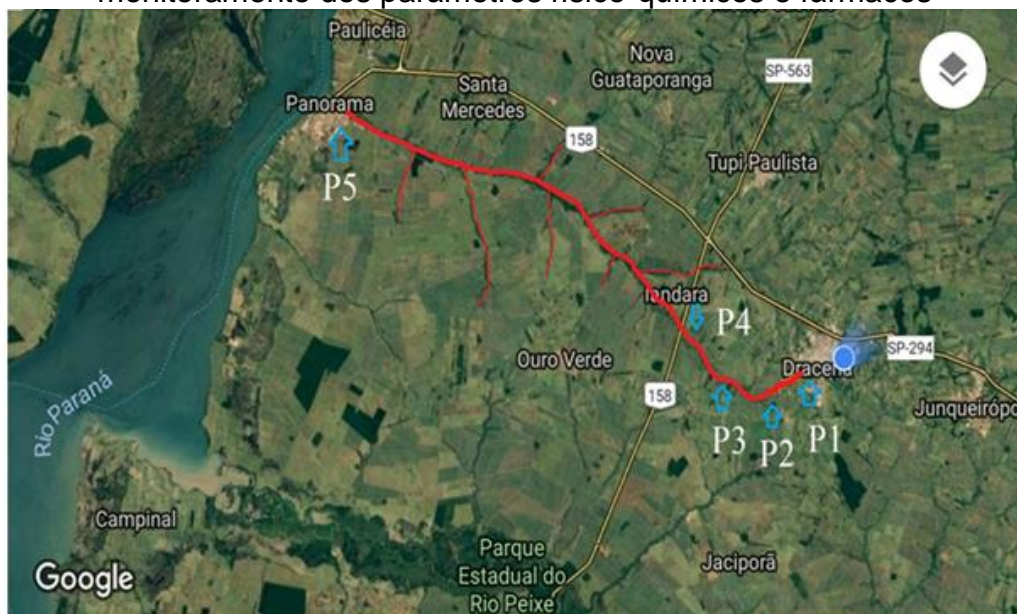 monitoramento dos parâmetros físico-químicos e fármacos
Paulicéia
Nova
Guataporanga
SP-563
Santa
Mercedes
Panorama
158
Tupi Paulista
P5
Iandara
P4
Ouro Verde
SP-294
Dracena
Rio Paraná
158
Junqueirópo
P3
P2
P1
Campinal
Parque
Estadual do
Rio Peixe
Jaciporã
Google